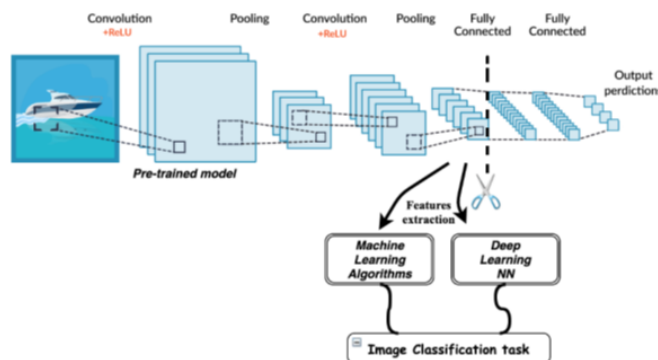 Convolution
+ReLU
Pooling
Convolution
+ReLU
Pooling
Fully
Connected
Fully
Connected
Output
perdiction
Pre-trained model
Features
extraction
Machine
Learning
Algorithms
Deep
Learning
NN
Image Classification task